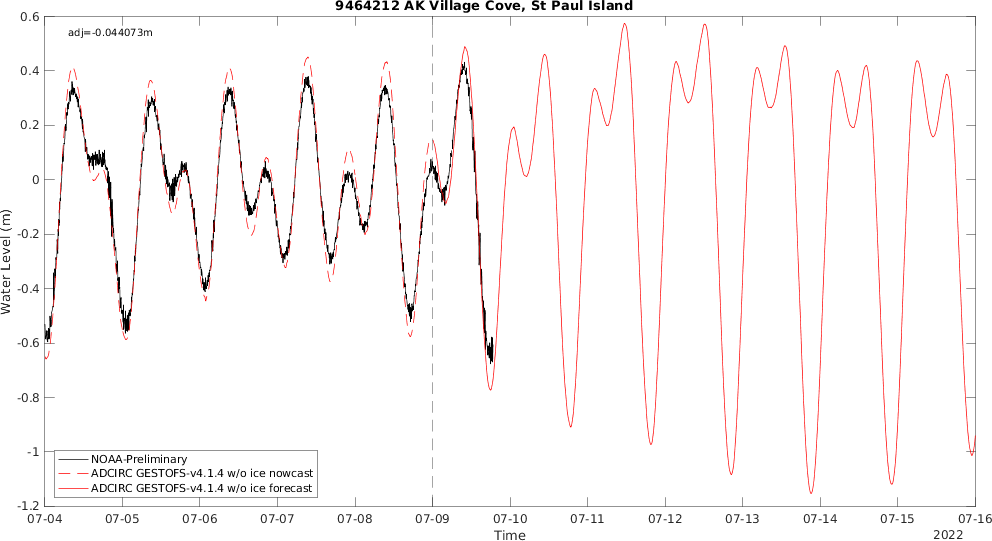 9464212 AK Village Cove, St Paul Island
adj=-0.044073m
0.6
0.4
0.2
0
-0.2
-0.4
-0.6
-0.8
-1
-1.2
Water Level (m)
NOAA-Preliminary
ADCIRC GESTOFS-v4.1.4 w/o ice nowcast
ADCIRC GESTOFS-v4.1.4 w/o ice forecast
07-04 07-05 07-06 07-07 07-08 07-09 07-10 07-11 07-12 07-13 07-14 07-15 07-16
Time
2022